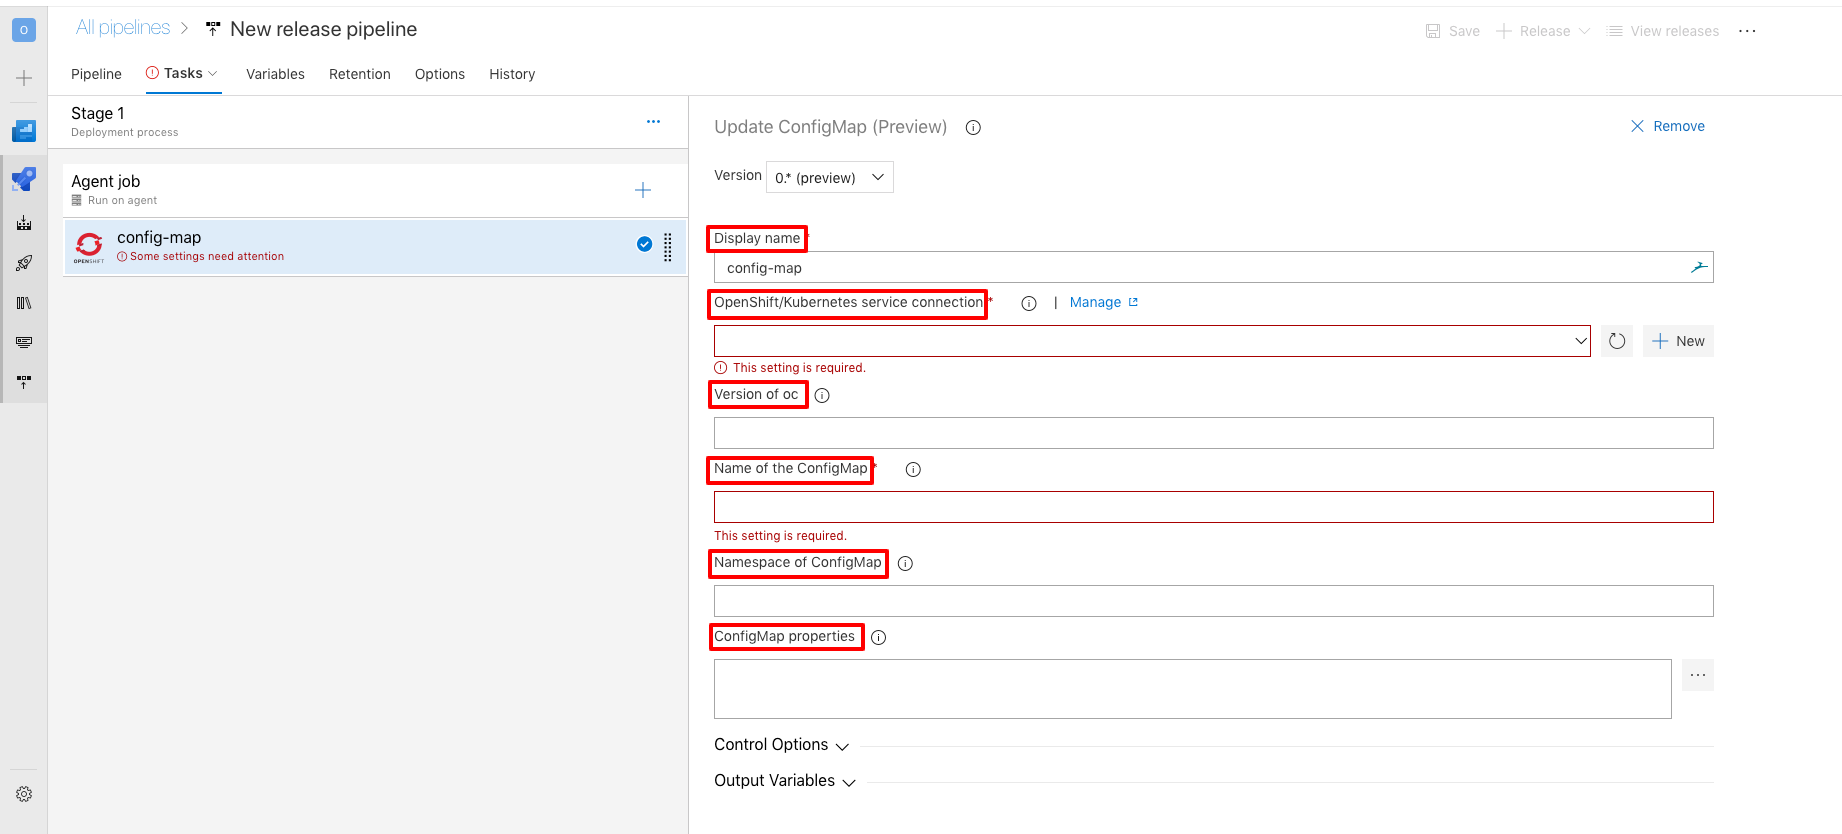 O
All pipelines > New release pipeline
Save
Release
View releases
...
Pipeline
Tasks
Variables
Retention
Options
History
Stage 1
Deployment process
...
Agent job
Run on agent
OPENSHIFT
config-map
Some settings need attention
Update ConfigMap (Preview)
Remove
Version
0.* (preview)
Display name
config-map
OpenShift/Kubernetes service connection *
| Manage
New
This setting is required.
Version of oc
Name of the ConfigMap *
This setting is required.
Namespace of ConfigMap
ConfigMap properties
...
Control Options
Output Variables